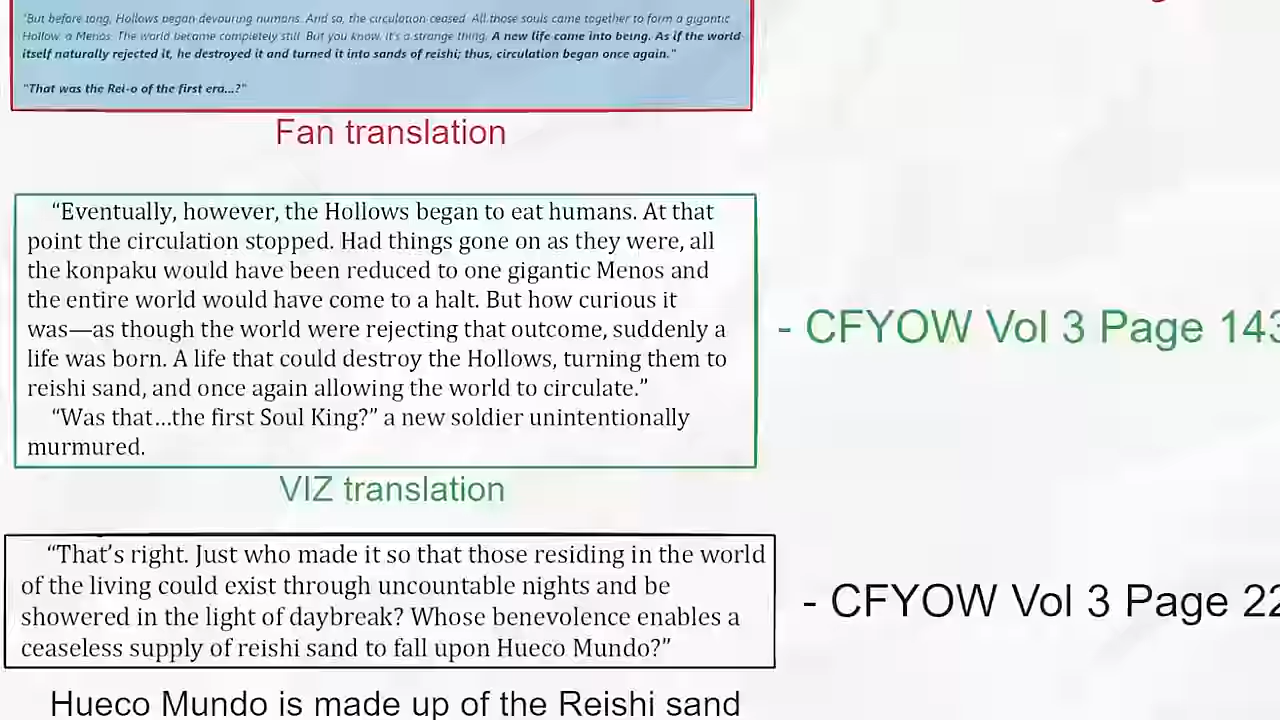 "But before long, Hollows began devouring humans. And so, the circulation ceased. All those souls came together to form a gigantic
Hollow, a Menos. The world became completely still. But you know, it's a strange thing. A new life came into being. As if the world
itself naturally rejected it, he destroyed it and turned it into sands of reishi; thus, circulation began once again."
"That was the Rei-o of the first era...?"
Fan translation
“Eventually, however, the Hollows began to eat humans. At that
point the circulation stopped. Had things gone on as they were, all
the konpaku would have been reduced to one gigantic Menos and
the entire world would have come to a halt. But how curious it
was—as though the world were rejecting that outcome, suddenly a
life was born. A life that could destroy the Hollows, turning them to
reishi sand, and once again allowing the world to circulate.”
“Was that...the first Soul King?” a new soldier unintentionally
murmured.
- CFYOW Vol 3 Page 143
VIZ translation
“That’s right. Just who made it so that those residing in the world
of the living could exist through uncountable nights and be
showered in the light of daybreak? Whose benevolence enables a
ceaseless supply of reishi sand to fall upon Hueco Mundo?”
- CFYOW Vol 3 Page 22
Hueco Mundo is made up of the Reishi sand